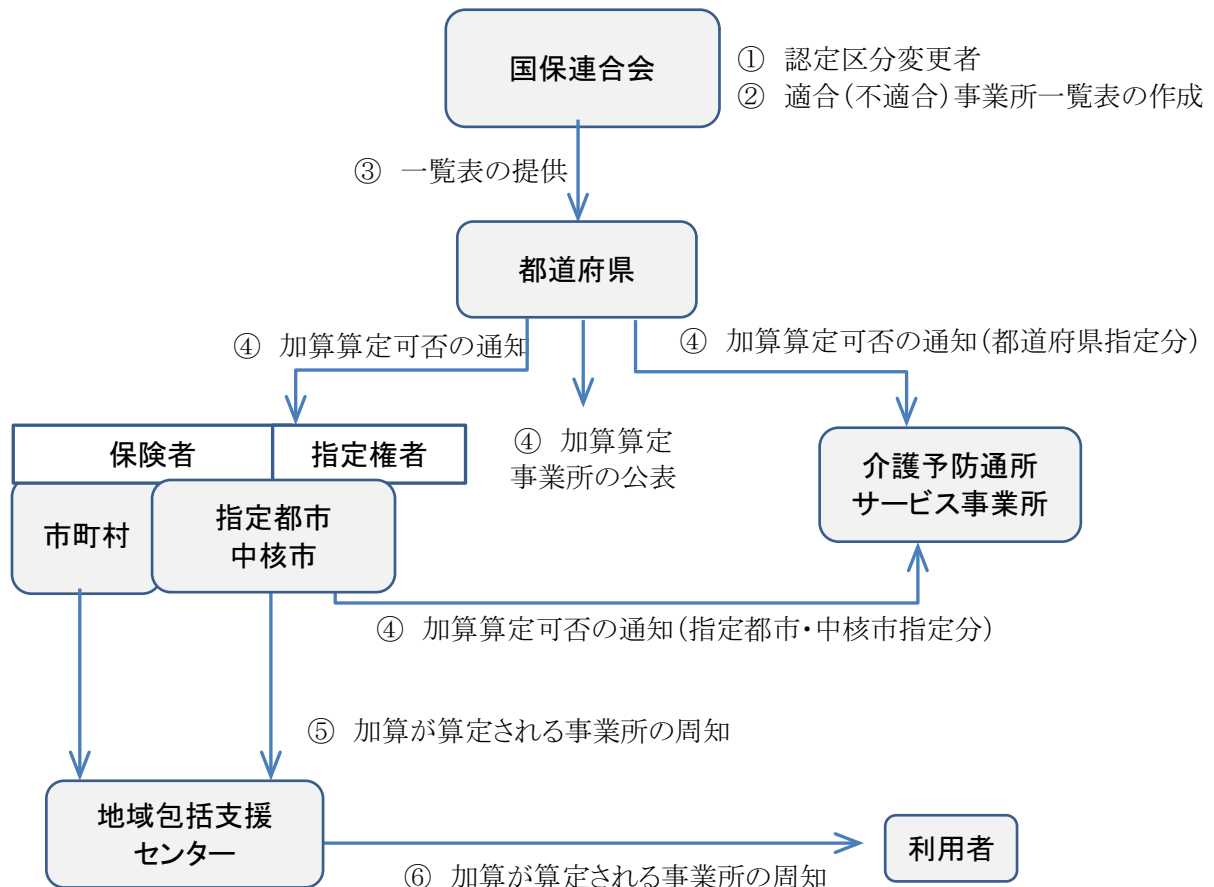 国保連合会
① 認定区分変更者
② 適合（不適合）事業所一覧表の作成
③ 一覧表の提供
都道府県
④ 加算算定可否の通知
④ 加算算定可否の通知（都道府県指定分）
保険者
指定権者
④ 加算算定
事業所の公表
介護予防通所
サービス事業所
市町村
指定都市
中核市
④ 加算算定可否の通知（指定都市・中核市指定分）
⑤ 加算が算定される事業所の周知
地域包括支援
センター
利用者
⑥ 加算が算定される事業所の周知